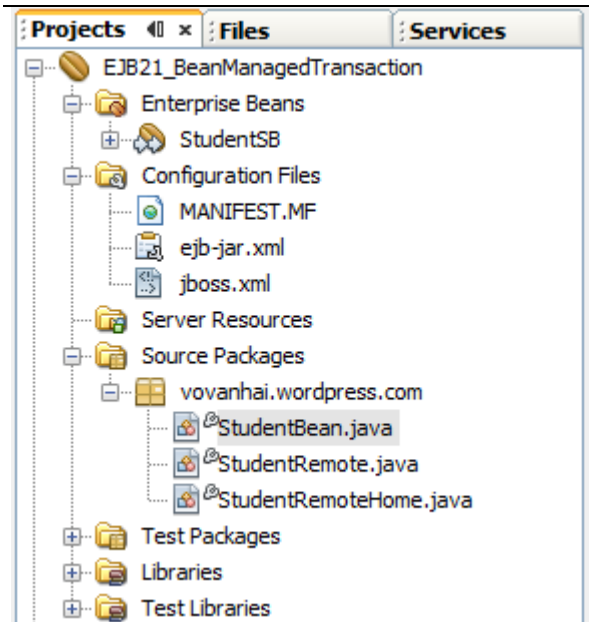 Projects Files Services
EJB21_BeanManagedTransaction
Enterprise Beans
StudentSB
Configuration Files
MANIFEST.MF
ejb-jar.xml
jboss.xml
Server Resources
Source Packages
vovanhai.wordpress.com
StudentBean.java
StudentRemote.java
StudentRemoteHome.java
Test Packages
Libraries
Test Libraries